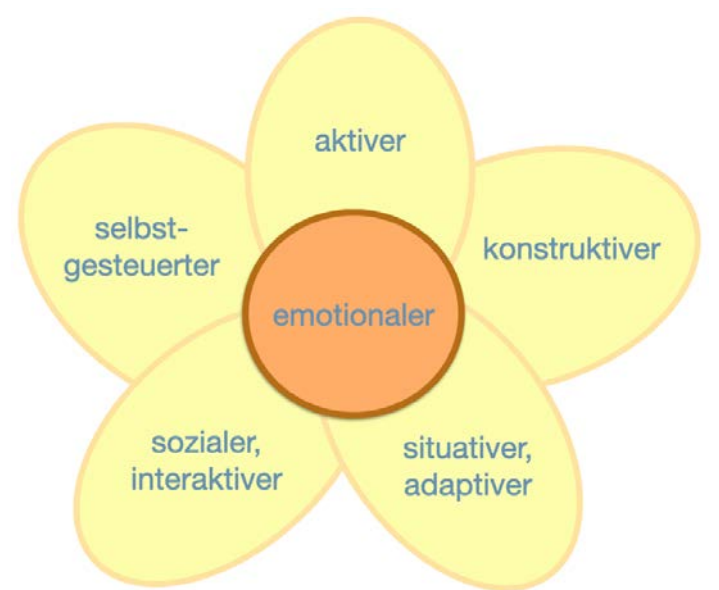 aktiver
selbst-
gesteuerter
konstruktiver
emotionaler
sozialer,
interaktiver
situativer,
adaptiver